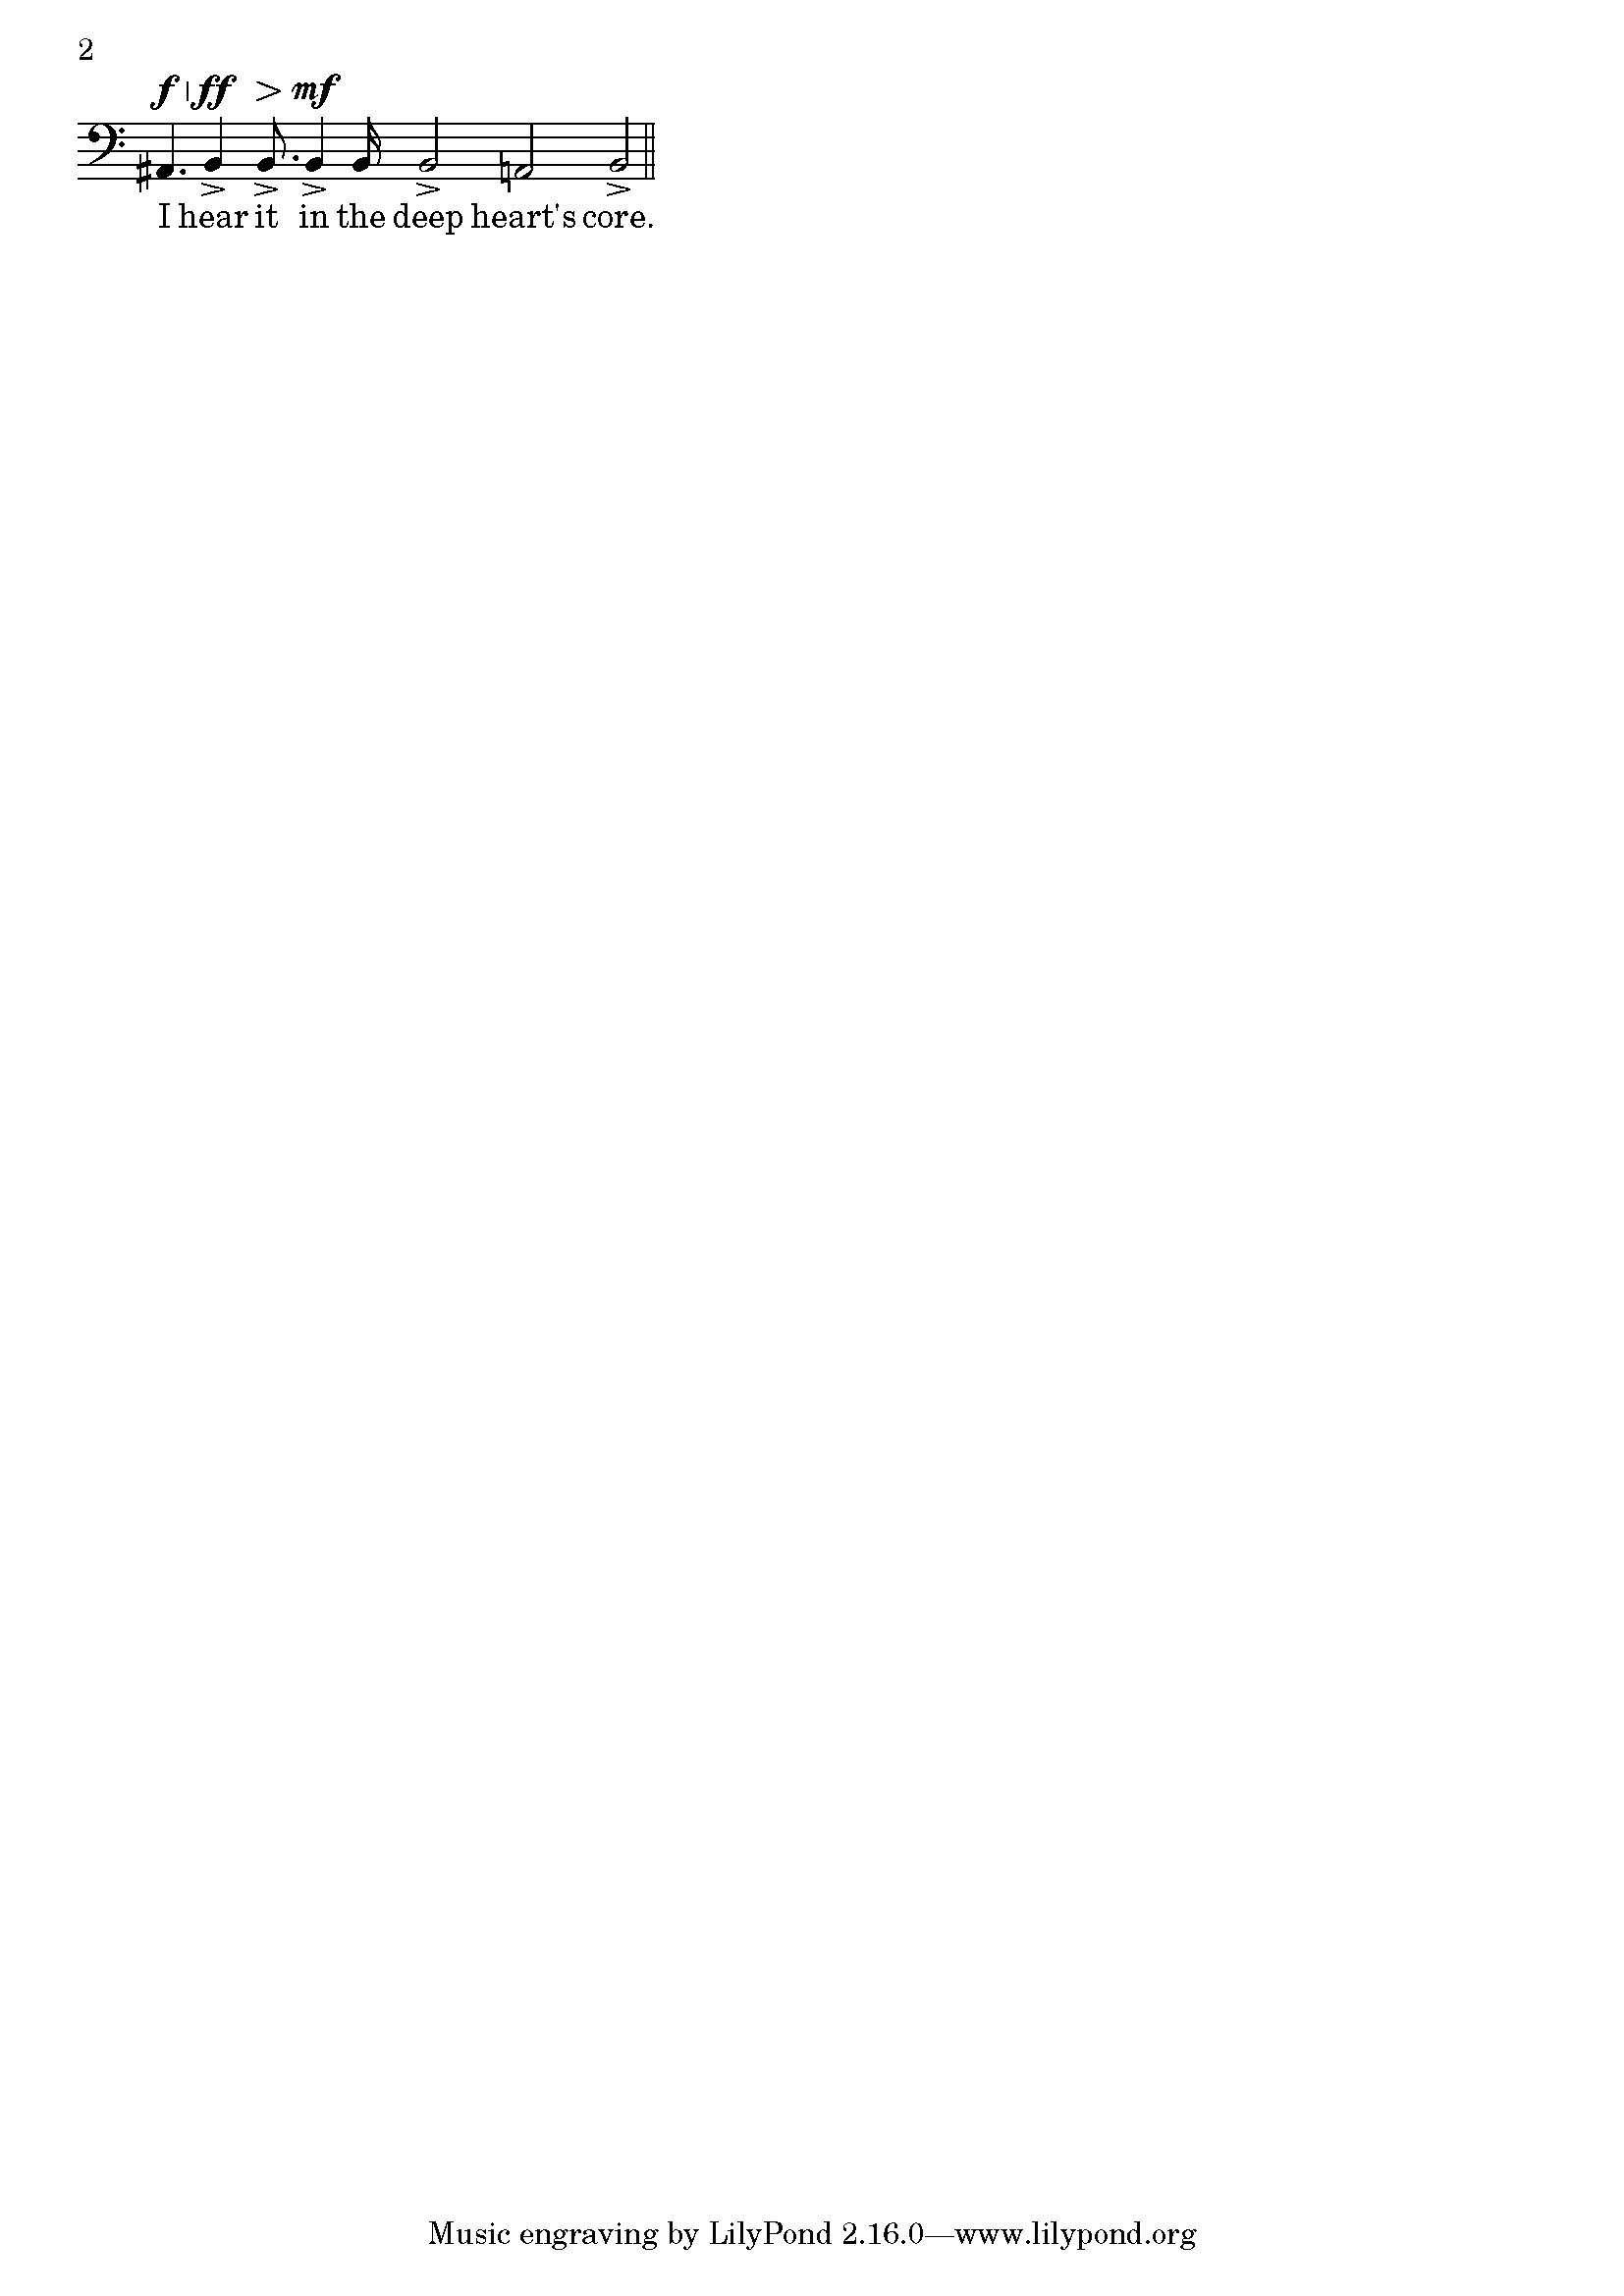 2
f ff > mf
I hear it in the deep heart's core.
Music engraving by LilyPond 2.16.0—www.lilypond.org